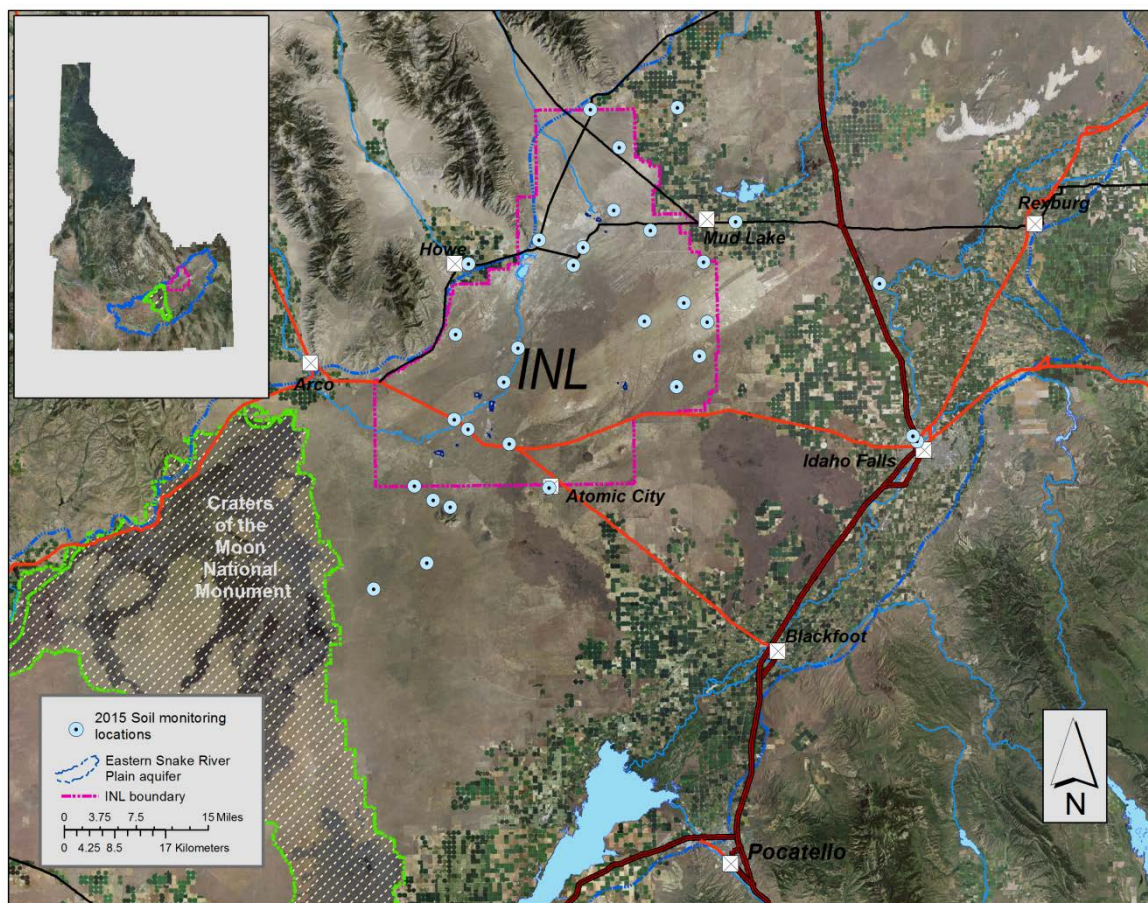 Howe
Mud Lake
Rexburg
Arco
INL
Idaho Falls
Atomic City
Craters
of the
Moon
National
Monument
Blackfoot
2015 Soil monitoring
locations
Eastern Snake River
Plain aquifer
INL boundary
0 3.75 7.5 15 Miles
0 4.25 8.5 17 Kilometers
N
Pocatello